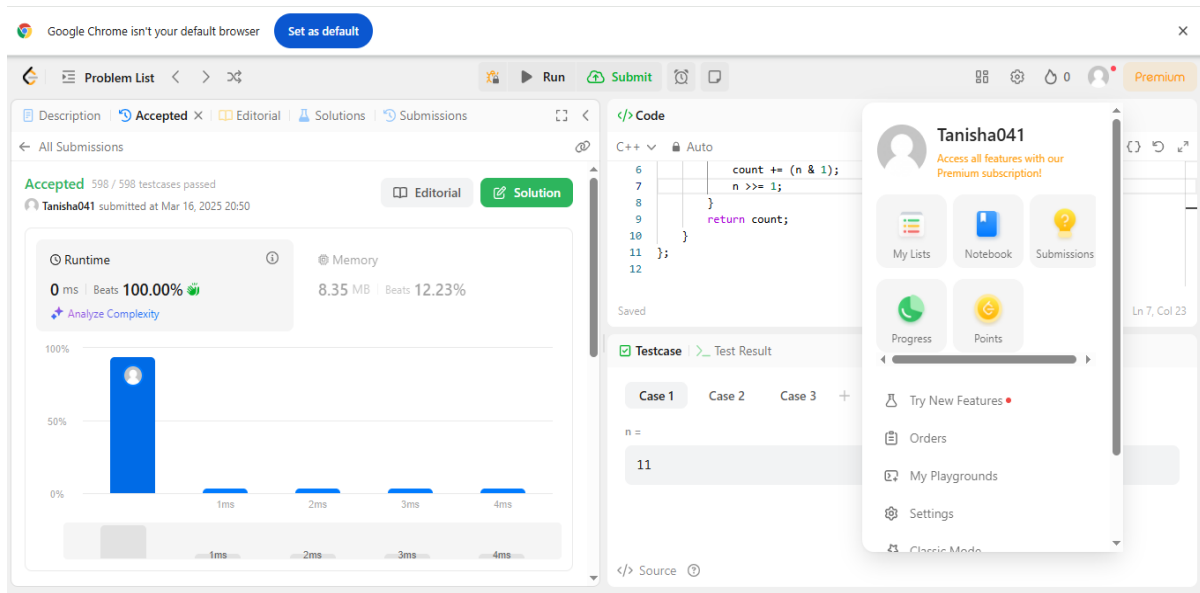 Google Chrome isn't your default browser Set as default
Problem List Run Submit 0 Premium
Description Accepted Editorial Solutions Submissions
All Submissions
Accepted 598 / 598 testcases passed
Tanisha041 submitted at Mar 16, 2025 20:50
Editorial Solution
Runtime
0 ms Beats 100.00%
Analyze Complexity
Memory
8.35 MB Beats 12.23%
100%
50%
0%
1ms 2ms 3ms 4ms
1ms 2ms 3ms 4ms
</> Code
C++ Auto
6 count += (n & 1);
7 n >>= 1;
8 }
9 return count;
10 }
11 };
12
Saved Ln 7, Col 23
Testcase >_ Test Result
Case 1 Case 2 Case 3 +
n =
11
</> Source ?
Tanisha041
Access all features with our
Premium subscription!
My Lists Notebook Submissions
Progress Points
Try New Features
Orders
My Playgrounds
Settings
Classic Mode